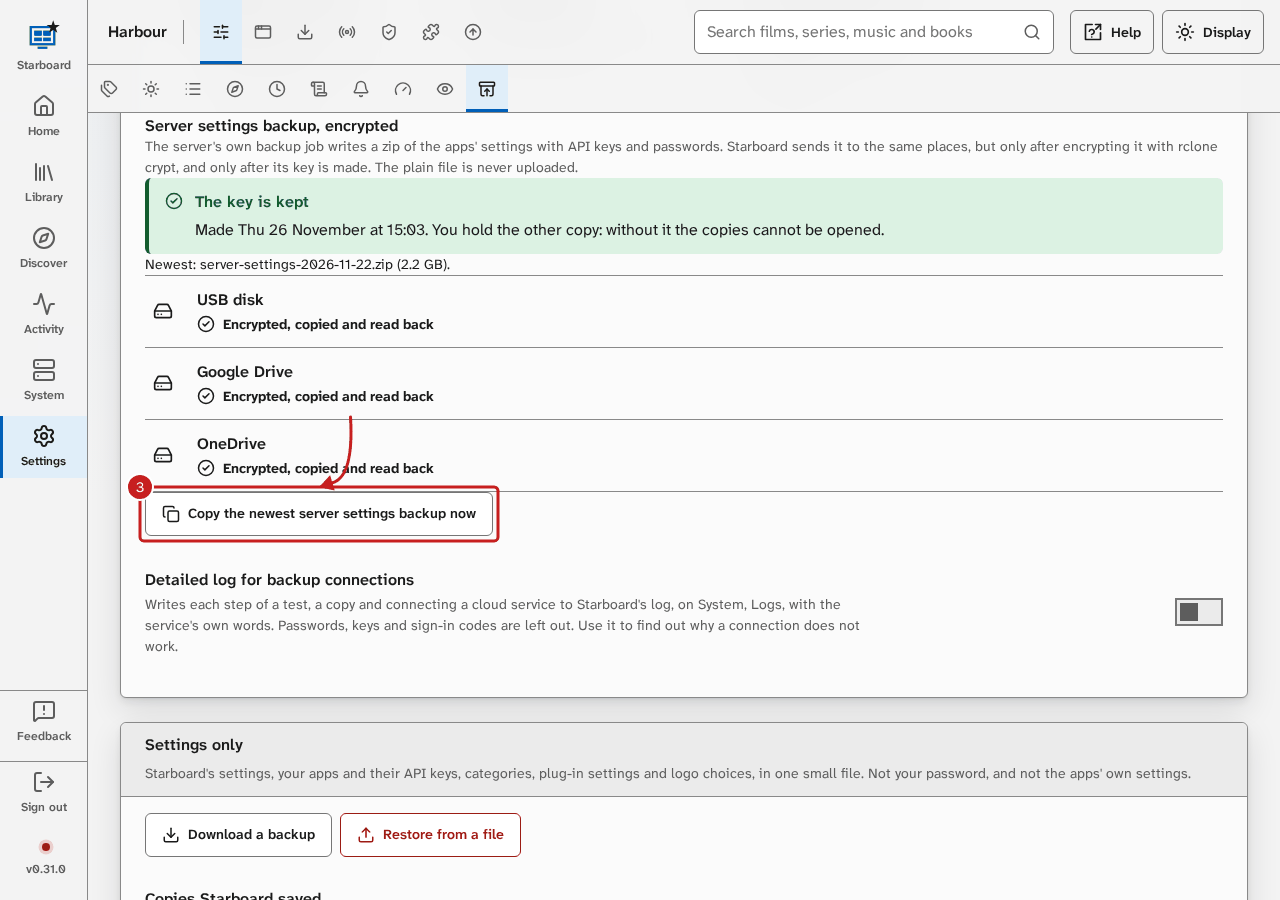 Starboard
Home
Library
Discover
Activity
System
Settings
Feedback
Sign out
v0.31.0
Harbour
Search films, series, music and books
Help
Display
Server settings backup, encrypted
The server's own backup job writes a zip of the apps' settings with API keys and passwords. Starboard sends it to the same places, but only after encrypting it with rclone
crypt, and only after its key is made. The plain file is never uploaded.
The key is kept
Made Thu 26 November at 15:03. You hold the other copy: without it the copies cannot be opened.
Newest: server-settings-2026-11-22.zip (2.2 GB).
USB disk
Encrypted, copied and read back
Google Drive
Encrypted, copied and read back
OneDrive
Encrypted, copied and read back
3
Copy the newest server settings backup now
Detailed log for backup connections
Writes each step of a test, a copy and connecting a cloud service to Starboard's log, on System, Logs, with the
service's own words. Passwords, keys and sign-in codes are left out. Use it to find out why a connection does not
work.
Settings only
Starboard's settings, your apps and their API keys, categories, plug-in settings and logo choices, in one small file. Not your password, and not the apps' own settings.
Download a backup
Restore from a file
Copies Starboard saved